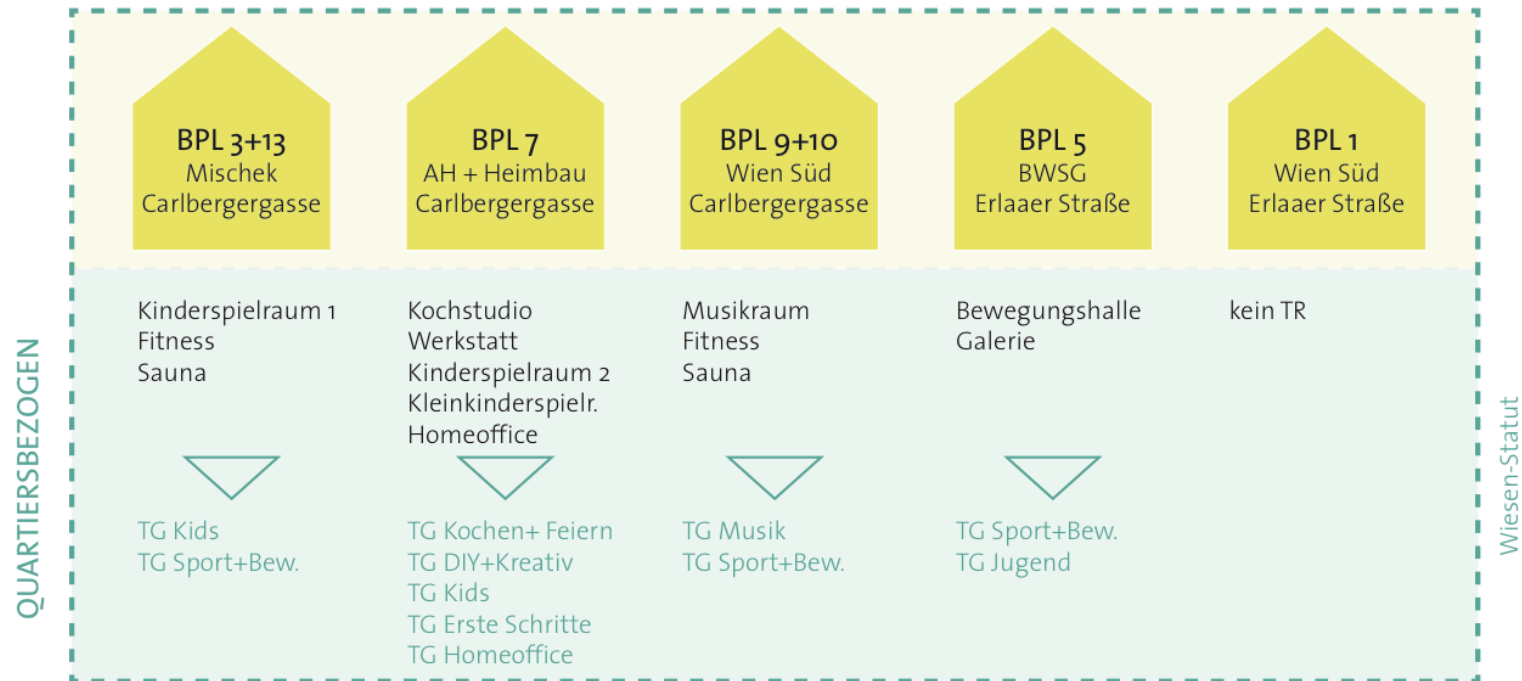 BPL 3+13
Mischek
Carlbergergasse
BPL 7
AH + Heimbau
Carlbergergasse
BPL 9+10
Wien Süd
Carlbergergasse
BPL 5
BWSG
Erlaaer Straße
BPL 1
Wien Süd
Erlaaer Straße
QUARTIERSBEZOGEN
Kinderspielraum 1
Fitness
Sauna
Kochstudio
Werkstatt
Kinderspielraum 2
Kleinkinderspielr.
Homeoffice
Musikraum
Fitness
Sauna
Bewegungshalle
Galerie
kein TR
TG Kids
TG Sport+Bew.
TG Kochen+ Feiern
TG DIY+Kreativ
TG Kids
TG Erste Schritte
TG Homeoffice
TG Musik
TG Sport+Bew.
TG Sport+Bew.
TG Jugend
Wiesen-Statut